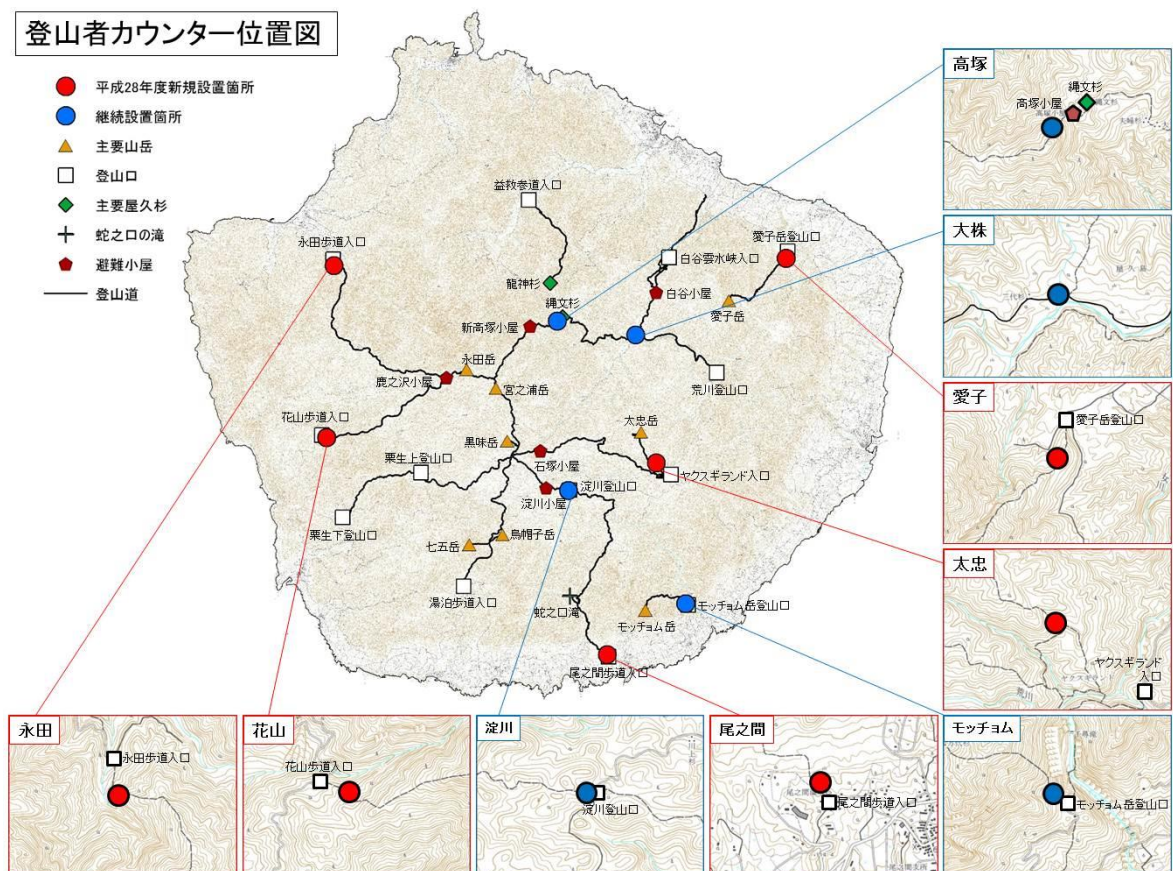 登山者カウンター位置図
平成28年度新規設置箇所
継続設置箇所
主要山岳
登山口
主要屋久杉
蛇之口の滝
避難小屋
登山道
益救参道入口
永田歩道入口
愛子岳登山口
白谷雲水峡入口
龍神杉
白谷小屋
縄文杉
愛子岳
新高塚小屋
永田岳
鹿之沢小屋
宮之浦岳
荒川登山口
花山歩道入口
太忠岳
黒味岳
栗生上登山口
石塚小屋
ヤクスギランド入口
淀川登山口
淀川小屋
栗生下登山口
烏帽子岳
七五岳
湯泊歩道入口
蛇之口滝
モッチョム岳登山口
モッチョム岳
尾之間歩道入口
高塚
縄文杉
高塚小屋
縄文杉
大株
愛子
愛子岳登山口
太忠
ヤクスギランド
入口
ヤクスギランド
荒川
永田
永田歩道入口
花山
花山歩道入口
淀川
淀川登山口
尾之間
尾之間歩道入口
モッチョム
モッチョム岳登山口